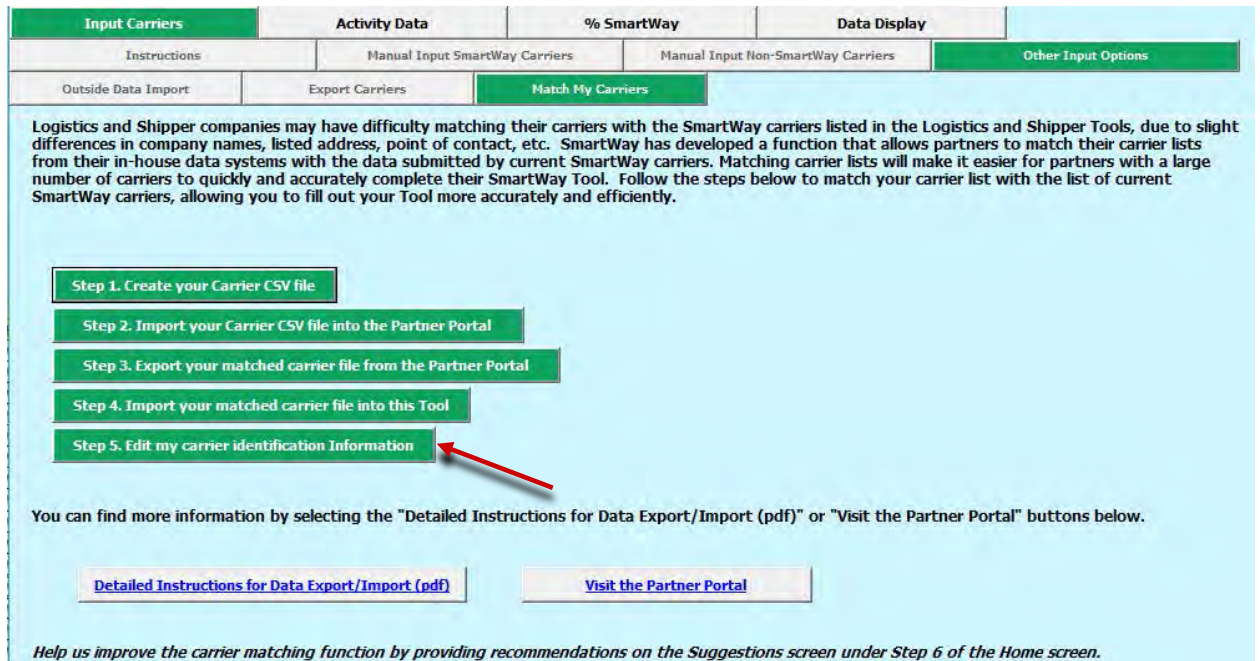 Input Carriers Activity Data % SmartWay Data Display
Instructions Manual Input SmartWay Carriers Manual Input Non-SmartWay Carriers Other Input Options
Outside Data Import Export Carriers Match My Carriers
Logistics and Shipper companies may have difficulty matching their carriers with the SmartWay carriers listed in the Logistics and Shipper Tools, due to slight
differences in company names, listed address, point of contact, etc. SmartWay has developed a function that allows partners to match their carrier lists
from their in-house data systems with the data submitted by current SmartWay carriers. Matching carrier lists will make it easier for partners with a large
number of carriers to quickly and accurately complete their SmartWay Tool. Follow the steps below to match your carrier list with the list of current
SmartWay carriers, allowing you to fill out your Tool more accurately and efficiently.
Step 1. Create your Carrier CSV file
Step 2. Import your Carrier CSV file into the Partner Portal
Step 3. Export your matched carrier file from the Partner Portal
Step 4. Import your matched carrier file into this Tool
Step 5. Edit my carrier identification Information
You can find more information by selecting the "Detailed Instructions for Data Export/Import (pdf)" or "Visit the Partner Portal" buttons below.
Detailed Instructions for Data Export/Import (pdf) Visit the Partner Portal
Help us improve the carrier matching function by providing recommendations on the Suggestions screen under Step 6 of the Home screen.